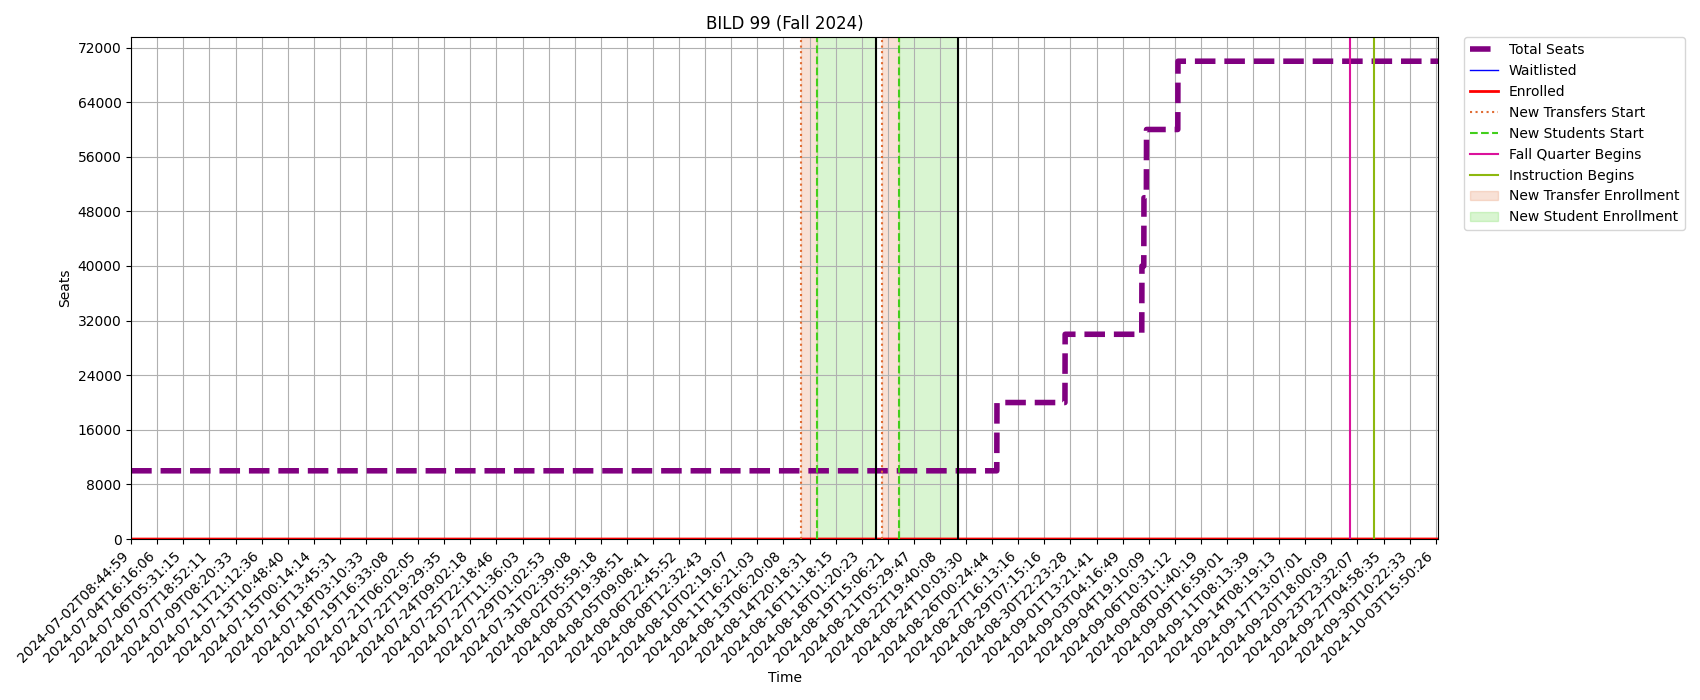 BILD 99 (Fall 2024)
72000
64000
56000
48000
40000
32000
24000
16000
8000
0
Seats
2024-07-02T08:44:59
2024-07-04T16:16:06
2024-07-06T05:31:15
2024-07-07T18:52:11
2024-07-09T08:20:33
2024-07-11T21:12:36
2024-07-13T10:48:40
2024-07-15T00:14:14
2024-07-16T13:45:31
2024-07-18T03:10:33
2024-07-19T16:33:08
2024-07-21T06:02:05
2024-07-22T19:29:35
2024-07-24T09:02:18
2024-07-25T22:18:46
2024-07-27T11:36:03
2024-07-29T01:02:53
2024-07-31T02:39:08
2024-08-02T05:59:18
2024-08-03T19:38:51
2024-08-05T09:08:41
2024-08-06T22:45:52
2024-08-08T12:32:43
2024-08-10T02:19:07
2024-08-11T16:21:03
2024-08-13T06:20:08
2024-08-14T20:18:31
2024-08-16T11:18:15
2024-08-18T01:20:23
2024-08-19T15:06:21
2024-08-21T05:29:47
2024-08-22T19:40:08
2024-08-24T10:03:30
2024-08-26T00:24:44
2024-08-27T16:13:16
2024-08-29T07:15:16
2024-08-30T22:23:28
2024-09-01T13:21:41
2024-09-03T04:16:49
2024-09-04T19:10:09
2024-09-06T10:31:12
2024-09-08T01:40:19
2024-09-09T16:59:01
2024-09-11T08:13:39
2024-09-14T08:19:13
2024-09-17T13:07:01
2024-09-20T18:00:09
2024-09-23T23:32:07
2024-09-27T04:58:35
2024-09-30T10:22:33
2024-10-03T15:50:26
Time
Total Seats
Waitlisted
Enrolled
New Transfers Start
New Students Start
Fall Quarter Begins
Instruction Begins
New Transfer Enrollment
New Student Enrollment